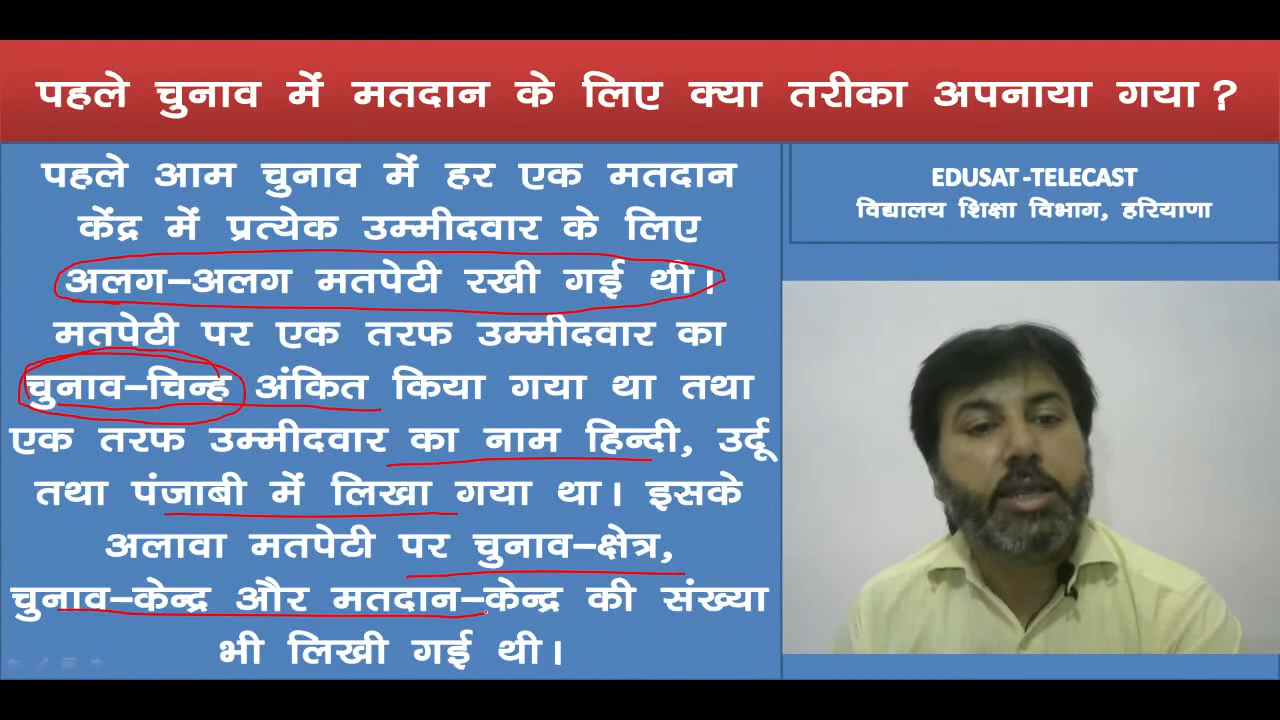 पहले चुनाव में मतदान के लिए क्या तरीका अपनाया गया ?
पहले आम चुनाव में हर एक मतदान
केंद्र में प्रत्येक उम्मीदवार के लिए
अलग–अलग मतपेटी रखी गई थी।
मतपेटी पर एक तरफ उम्मीदवार का
चुनाव–चिन्ह अंकित किया गया था तथा
एक तरफ उम्मीदवार का नाम हिन्दी, उर्दू
तथा पंजाबी में लिखा गया था। इसके
अलावा मतपेटी पर चुनाव–क्षेत्र,
चुनाव–केन्द्र और मतदान–केन्द्र की संख्या
भी लिखी गई थी।
EDUSAT -TELECAST
विद्यालय शिक्षा विभाग, हरियाणा